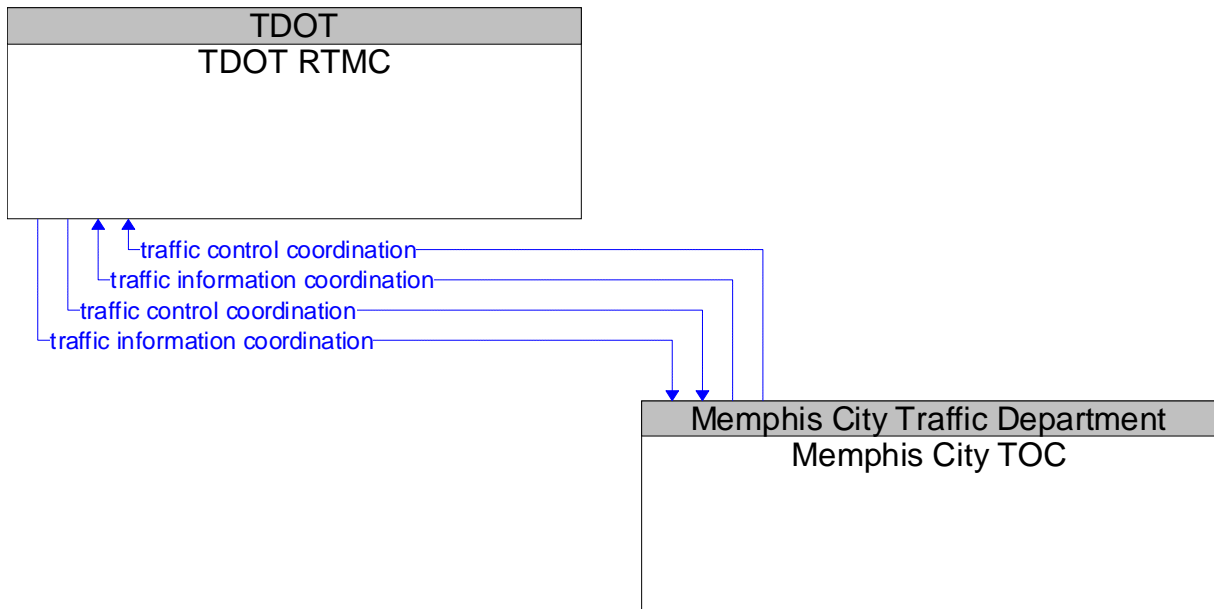 TDOT
TDOT RTMC
traffic control coordination
traffic information coordination
traffic control coordination
traffic information coordination
Memphis City Traffic Department
Memphis City TOC